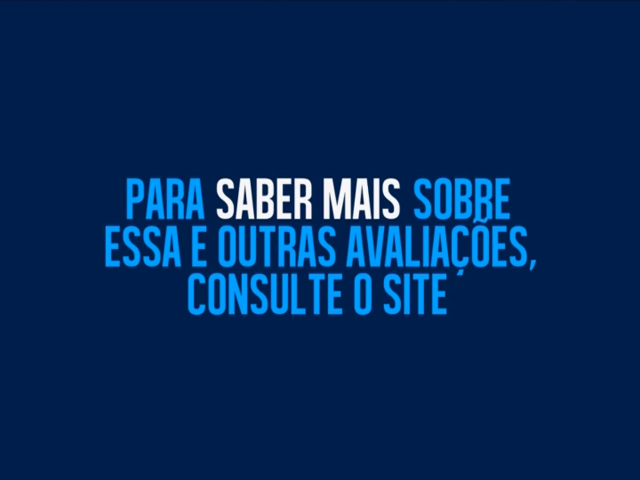 PARA SABER MAIS SOBRE
ESSA E OUTRAS AVALIAÇÕES,
CONSULTE O SITE